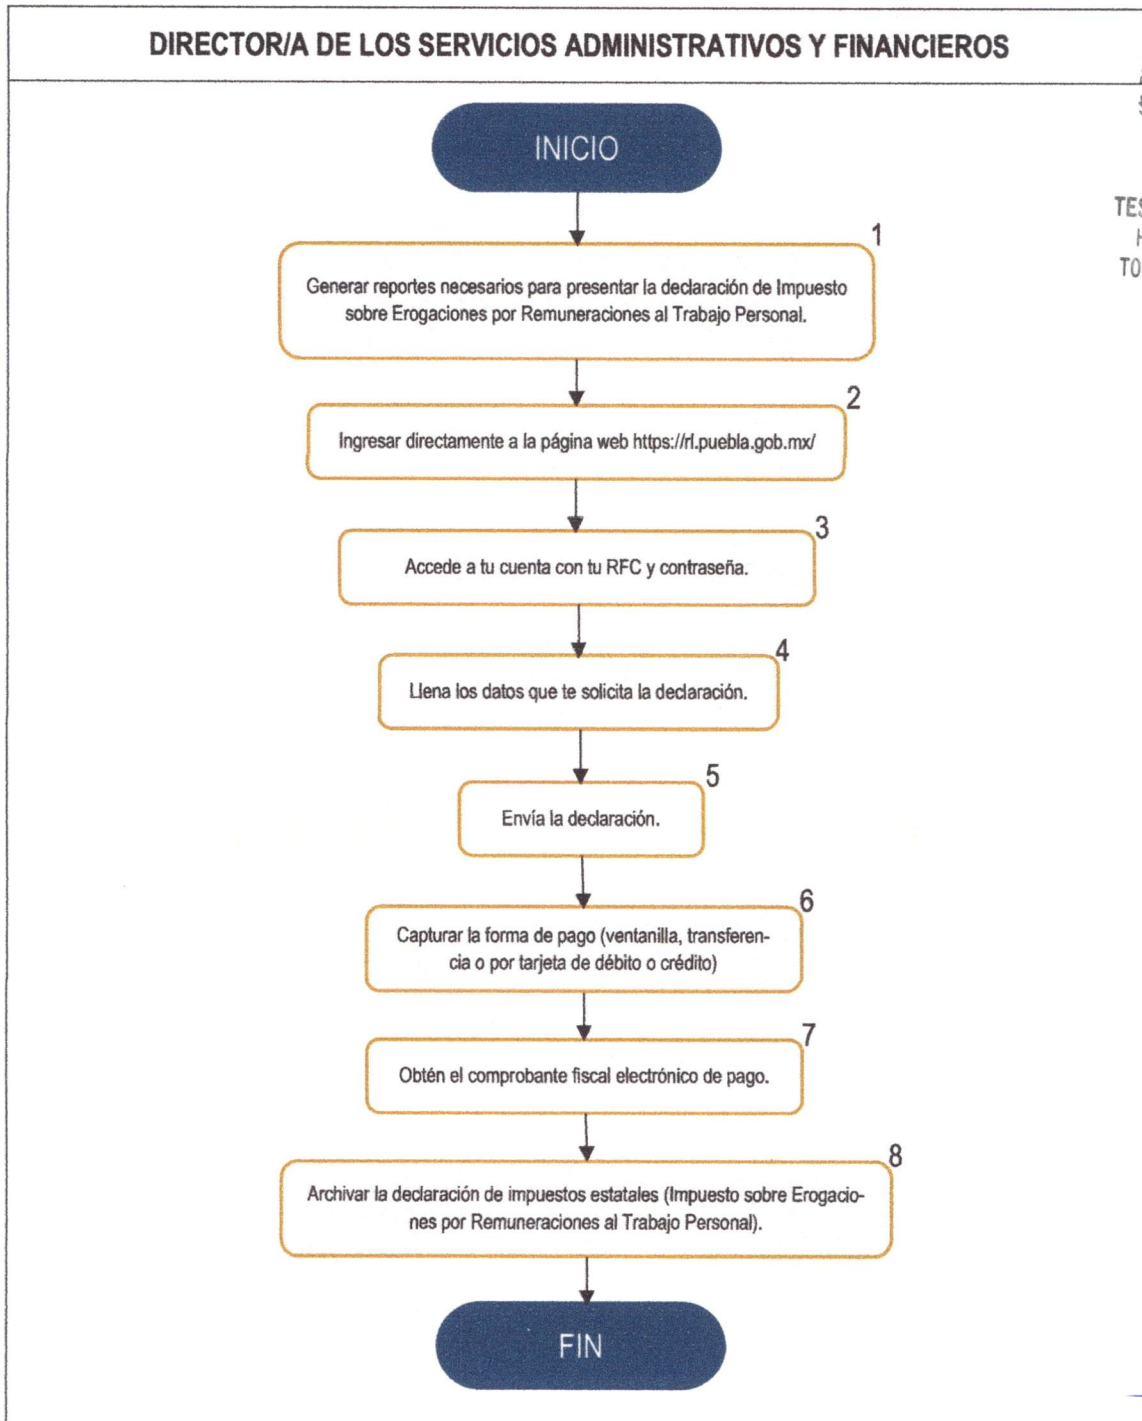 DIRECTOR/A DE LOS SERVICIOS ADMINISTRATIVOS Y FINANCIEROS
INICIO
1
Generar reportes necesarios para presentar la declaración de Impuesto
sobre Erogaciones por Remuneraciones al Trabajo Personal.
2
Ingresar directamente a la página web https://rl.puebla.gob.mx/
3
Accede a tu cuenta con tu RFC y contraseña.
4
Llena los datos que te solicita la declaración.
5
Envía la declaración.
6
Capturar la forma de pago (ventanilla, transferen-
cia o por tarjeta de débito o crédito)
7
Obtén el comprobante fiscal electrónico de pago.
8
Archivar la declaración de impuestos estatales (Impuesto sobre Erogacio-
nes por Remuneraciones al Trabajo Personal).
FIN
TES
TO